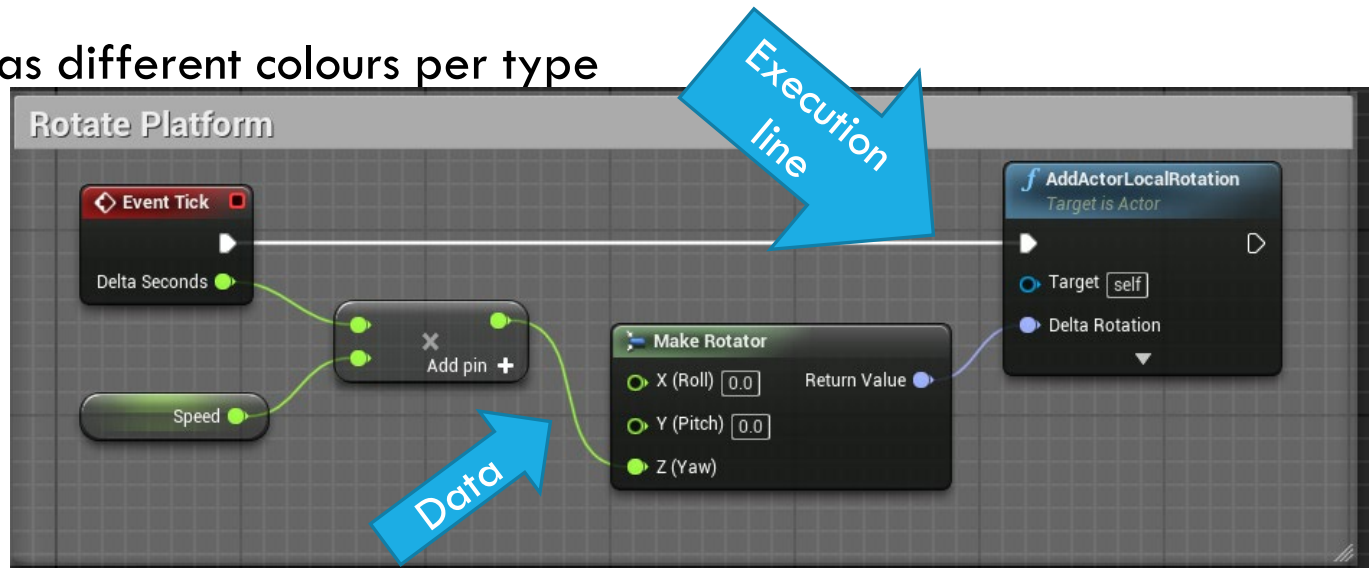 as different colours per type
Execution
line
Rotate Platform
Event Tick
Delta Seconds
Speed
Add pin
Make Rotator
X (Roll) 0.0
Return Value
Y (Pitch) 0.0
Z (Yaw)
f AddActorLocalRotation
Target is Actor
Target self
Delta Rotation
Data